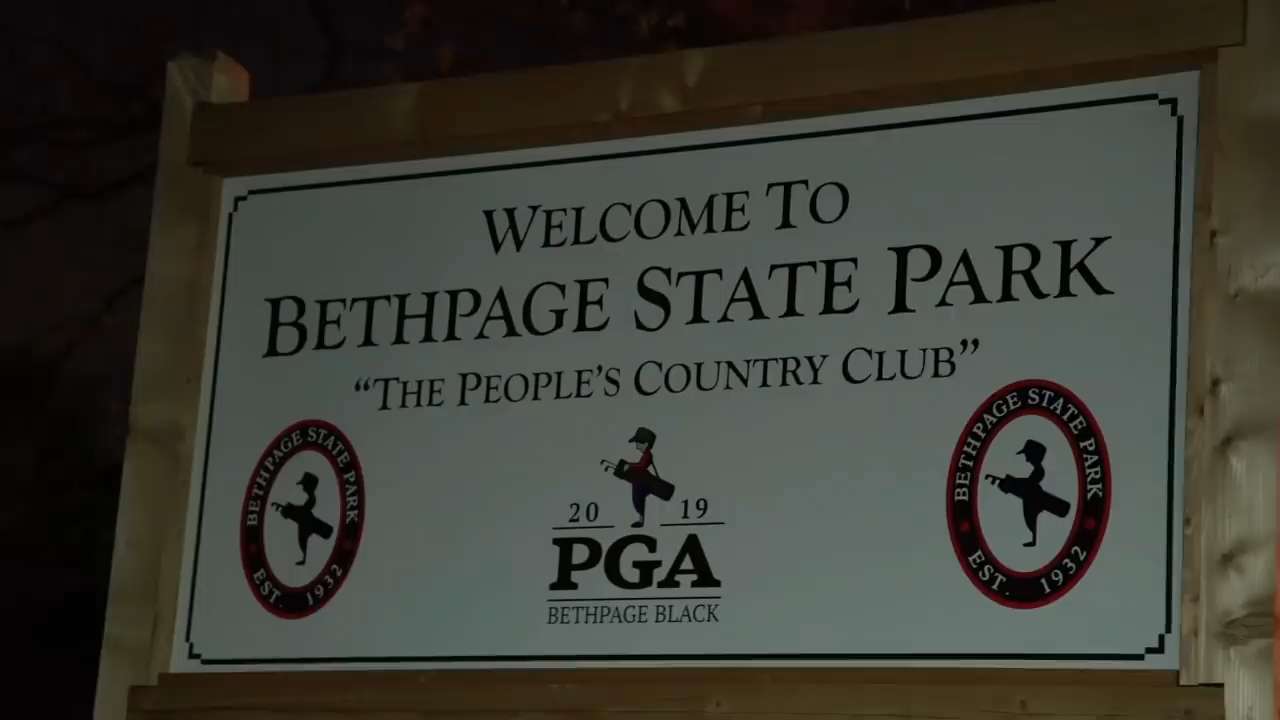 WELCOME TO
BETHPAGE STATE PARK
“THE PEOPLE’S COUNTRY CLUB”
BETHPAGE STATE PARK
EST. 1932
20 19
PGA
BETHPAGE BLACK
BETHPAGE STATE PARK
EST. 1932